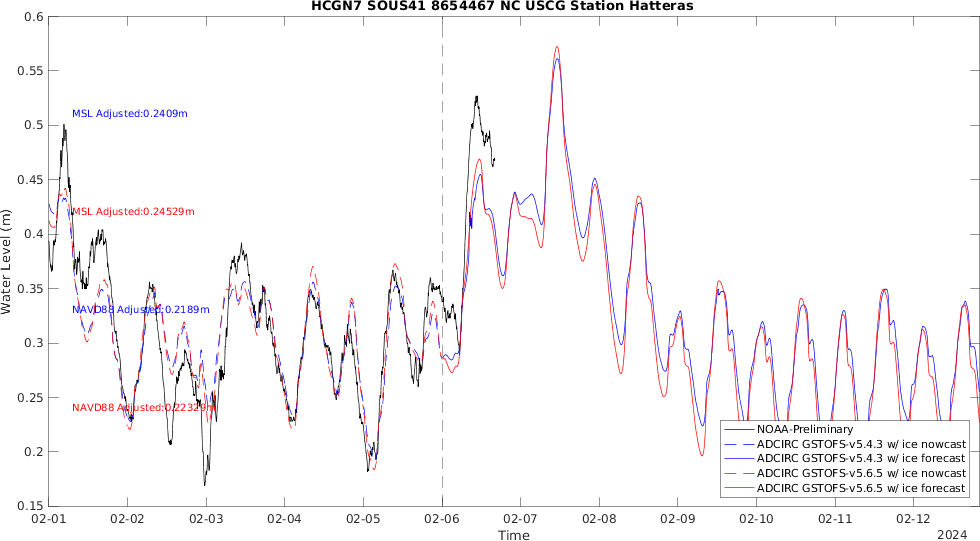 HCGN7 SOUS41 8654467 NC USCG Station Hatteras
0.6
0.55
0.5
0.45
0.4
0.35
0.3
0.25
0.2
0.15
Water Level (m)
MSL Adjusted:0.2409m
MSL Adjusted:0.24529m
NAVD88 Adjusted:0.2189m
NAVD88 Adjusted:0.22329m
NOAA-Preliminary
ADCIRC GSTOFS-v5.4.3 w/ ice nowcast
ADCIRC GSTOFS-v5.4.3 w/ ice forecast
ADCIRC GSTOFS-v5.6.5 w/ ice nowcast
ADCIRC GSTOFS-v5.6.5 w/ ice forecast
02-01 02-02 02-03 02-04 02-05 02-06 02-07 02-08 02-09 02-10 02-11 02-12
Time
2024